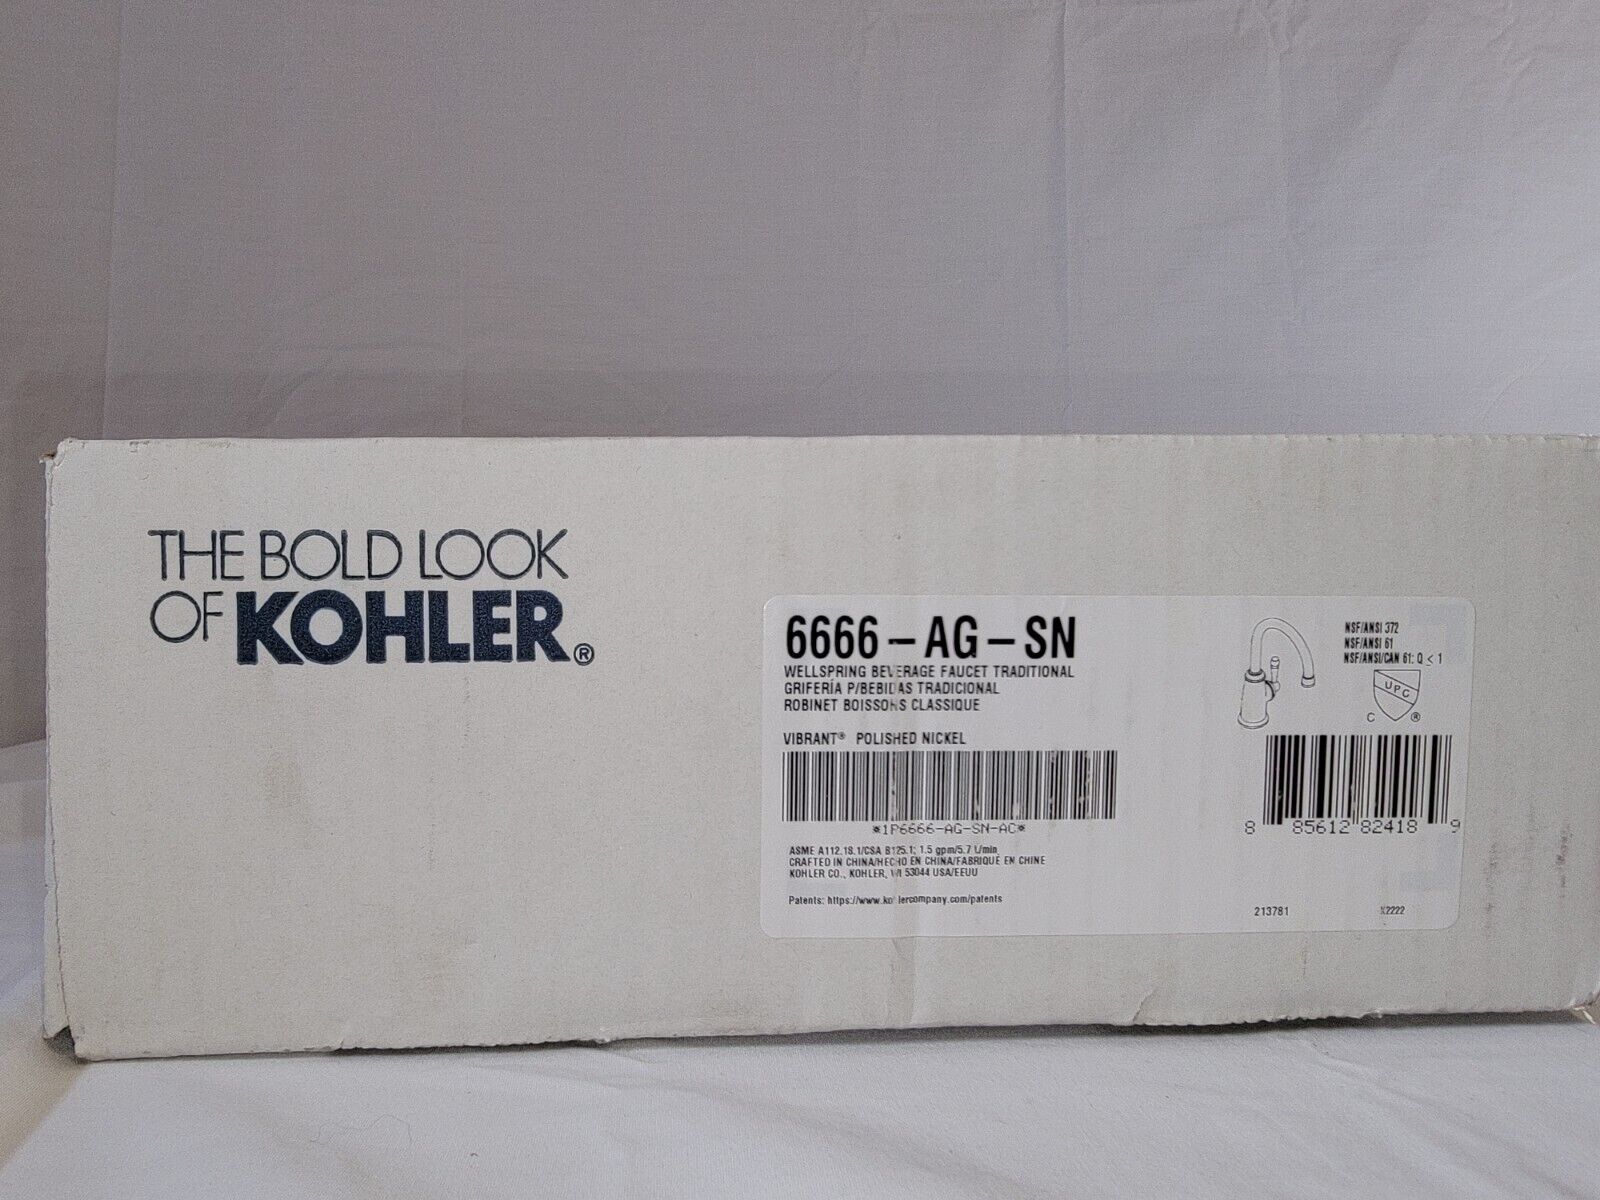 THE BOLD LOOK
OF KOHLER®
6666-AG-SN
WELLSPRING BEVERAGE FAUCET TRADITIONAL
GRIFERÍA P/BEBIDAS TRADICIONAL
ROBINET BOISSONS CLASSIQUE
VIBRANT® POLISHED NICKEL
*1P6666-AG-SN-AC*
ASME A112.18.1/CSA B125.1; 1.5 gpm/5.7 L/min
CRAFTED IN CHINA/HECHO EN CHINA/FABRIQUÉ EN CHINE
KOHLER CO., KOHLER, WI 53044 USA/EEUU
Patents: https://www.kohlercompany.com/patents
NSF/ANSI 372
NSF/ANSI 61
NSF/ANSI/CAN 61: Q ≤ 1
UPC
C ®
8 85612 82418 9
213781
X2222